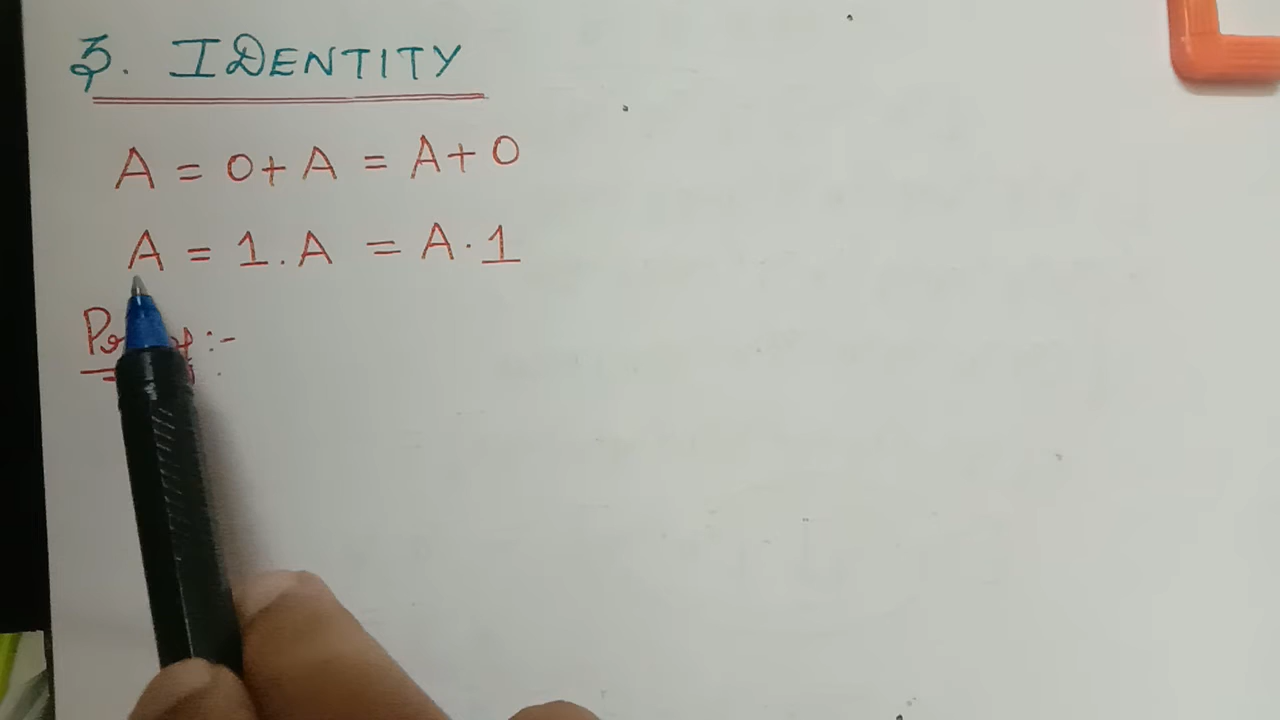 3. IDENTITY
A = 0 + A = A + 0
A = 1 . A = A . 1